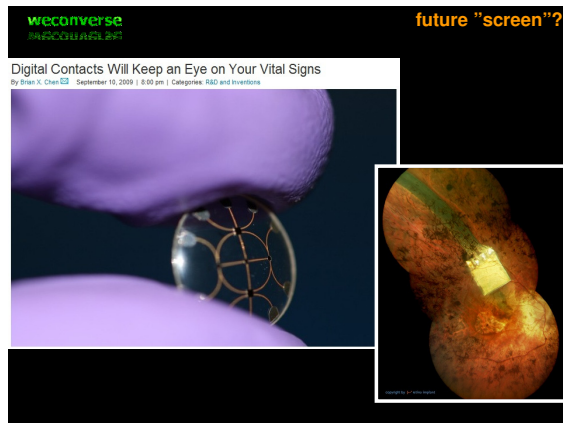 weconverse
future ”screen”?
Digital Contacts Will Keep an Eye on Your Vital Signs
By Brian X. Chen September 10, 2009 | 8:00 pm | Categories: R&D and Inventions